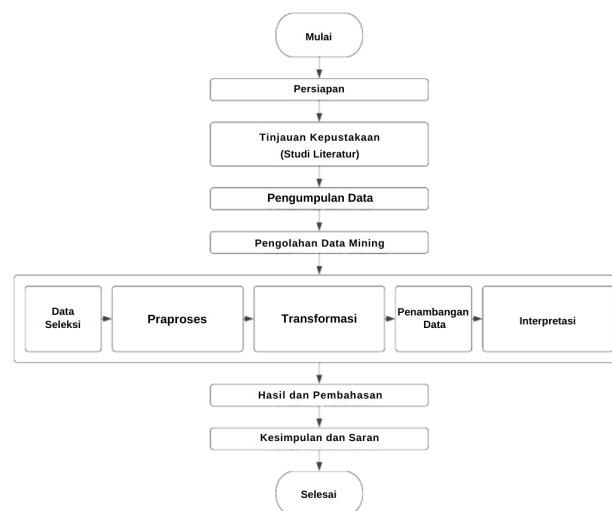 Mulai
Persiapan
Tinjauan Kepustakaan
(Studi Literatur)
Pengumpulan Data
Pengolahan Data Mining
Data
Seleksi
Praproses
Transformasi
Penambangan
Data
Interpretasi
Hasil dan Pembahasan
Kesimpulan dan Saran
Selesai